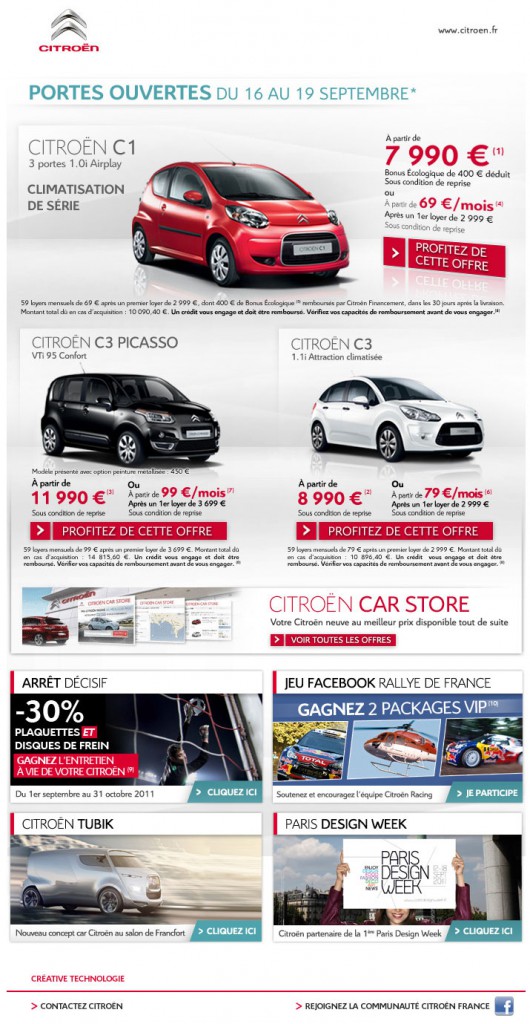 CITROËN
www.citroen.fr
PORTES OUVERTES DU 16 AU 19 SEPTEMBRE*
CITROËN C1
3 portes 1.0i Airplay
CLIMATISATION
DE SÉRIE
À partir de
7 990 € (1)
Bonus Écologique de 400 € déduit
Sous condition de reprise
ou
À partir de 69 €/mois (4)
Après un 1er loyer de 2 999 €
Sous condition de reprise
> PROFITEZ DE
CETTE OFFRE
59 loyers mensuels de 69 € après un premier loyer de 2 999 €, dont 400 € de Bonus Écologique remboursés par Citroën Financement, dans les 30 jours après la livraison.
Montant total dû en cas d'acquisition : 10 090,40 €. Un crédit vous engage et doit être remboursé. Vérifiez vos capacités de remboursement avant de vous engager.
CITROËN C3 PICASSO
VTi 95 Confort
Modèle présenté avec option peinture métallisée : 450 €
À partir de
11 990 € (3)
Sous condition de reprise
Ou
À partir de 99 €/mois (7)
Après un 1er loyer de 3 699 €
Sous condition de reprise
> PROFITEZ DE CETTE OFFRE
59 loyers mensuels de 99 € après un premier loyer de 3 699 €. Montant total dû
en cas d'acquisition : 14 815,60 €. Un crédit vous engage et doit être
remboursé. Vérifiez vos capacités de remboursement avant de vous engager.
CITROËN C3
1.1i Attraction climatisée
À partir de
8 990 € (2)
Sous condition de reprise
Ou
À partir de 79 €/mois (6)
Après un 1er loyer de 2 999 €
Sous condition de reprise
> PROFITEZ DE CETTE OFFRE
59 loyers mensuels de 79 € après un premier loyer de 2 999 €. Montant total dû
en cas d'acquisition : 10 896,40 €. Un crédit vous engage et doit être
remboursé. Vérifiez vos capacités de remboursement avant de vous engager.
CITROËN CAR STORE
Votre Citroën neuve au meilleur prix disponible tout de suite
> VOIR TOUTES LES OFFRES
ARRÊT DÉCISIF
-30%
PLAQUETTES ET
DISQUES DE FREIN
GAGNEZ L'ENTRETIEN
À VIE DE VOTRE CITROËN (9)
Du 1er septembre au 31 octobre 2011
> CLIQUEZ ICI
JEU FACEBOOK RALLYE DE FRANCE
GAGNEZ 2 PACKAGES VIP (10)
TOTAL
Soutenez et encouragez l'équipe Citroën Racing
> JE PARTICIPE
CITROËN TUBIK
Nouveau concept car Citroën au salon de Francfort
> CLIQUEZ ICI
PARIS DESIGN WEEK
PARIS
DESIGN
WEEK
Citroën partenaire de la 1ère Paris Design Week
> CLIQUEZ ICI
CRÉATIVE TECHNOLOGIE
> CONTACTEZ CITROËN
> REJOIGNEZ LA COMMUNAUTÉ CITROËN FRANCE
f